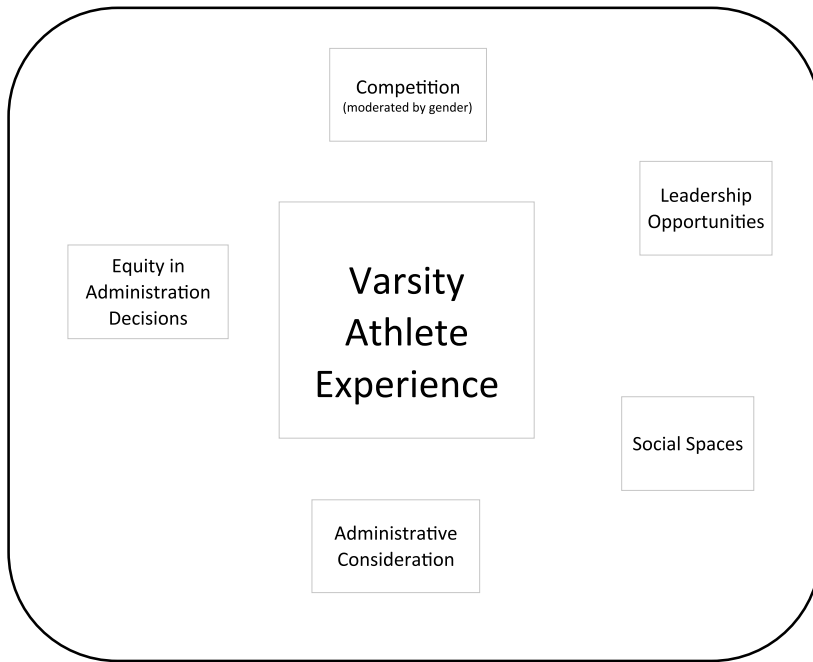 Competition
(moderated by gender)
Leadership
Opportunities
Equity in
Administration
Decisions
Varsity
Athlete
Experience
Social Spaces
Administrative
Consideration